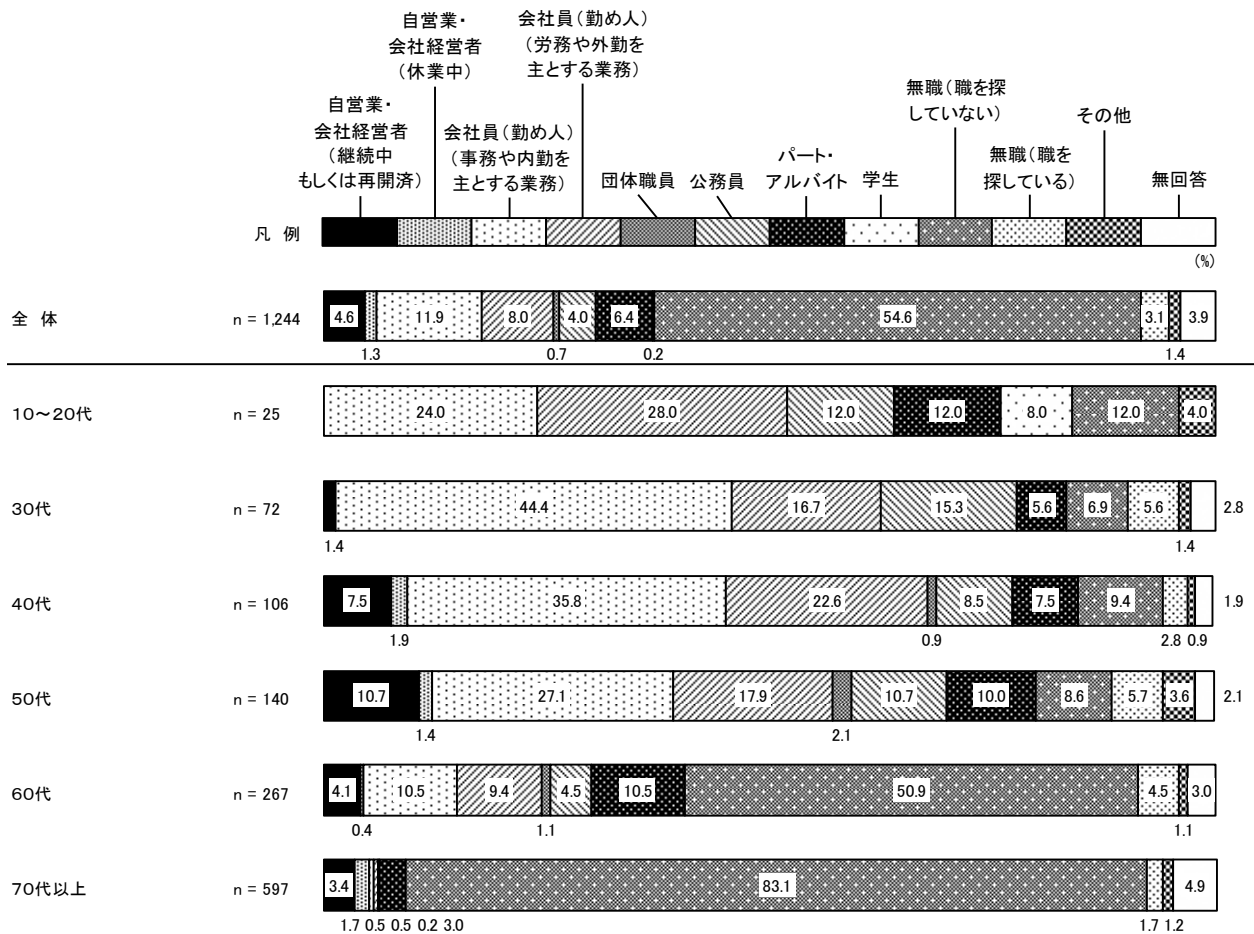 自営業・
会社経営者
(休業中)
会社員(勤め人)
(労務や外勤を
主とする業務)
自営業・
会社経営者
(継続中
もしくは再開済)
会社員(勤め人)
(事務や内勤を
主とする業務)
団体職員
公務員
パート・
アルバイト
学生
無職(職を探
していない)
無職(職を
探している)
その他
無回答
凡 例
(%)
全 体 n = 1,244 4.6 11.9 8.0 4.0 6.4 54.6 3.1 3.9
1.3 0.7 0.2 1.4
10～20代 n = 25 24.0 28.0 12.0 12.0 8.0 12.0 4.0
30代 n = 72 44.4 16.7 15.3 5.6 6.9 5.6 2.8
1.4 1.4
40代 n = 106 7.5 35.8 22.6 8.5 7.5 9.4 1.9
1.9 0.9 2.8 0.9
50代 n = 140 10.7 27.1 17.9 10.7 10.0 8.6 5.7 3.6 2.1
1.4 2.1
60代 n = 267 4.1 10.5 9.4 4.5 10.5 50.9 4.5 3.0
0.4 1.1 1.1
70代以上 n = 597 3.4 83.1 4.9
1.7 0.5 0.5 0.2 3.0 1.7 1.2